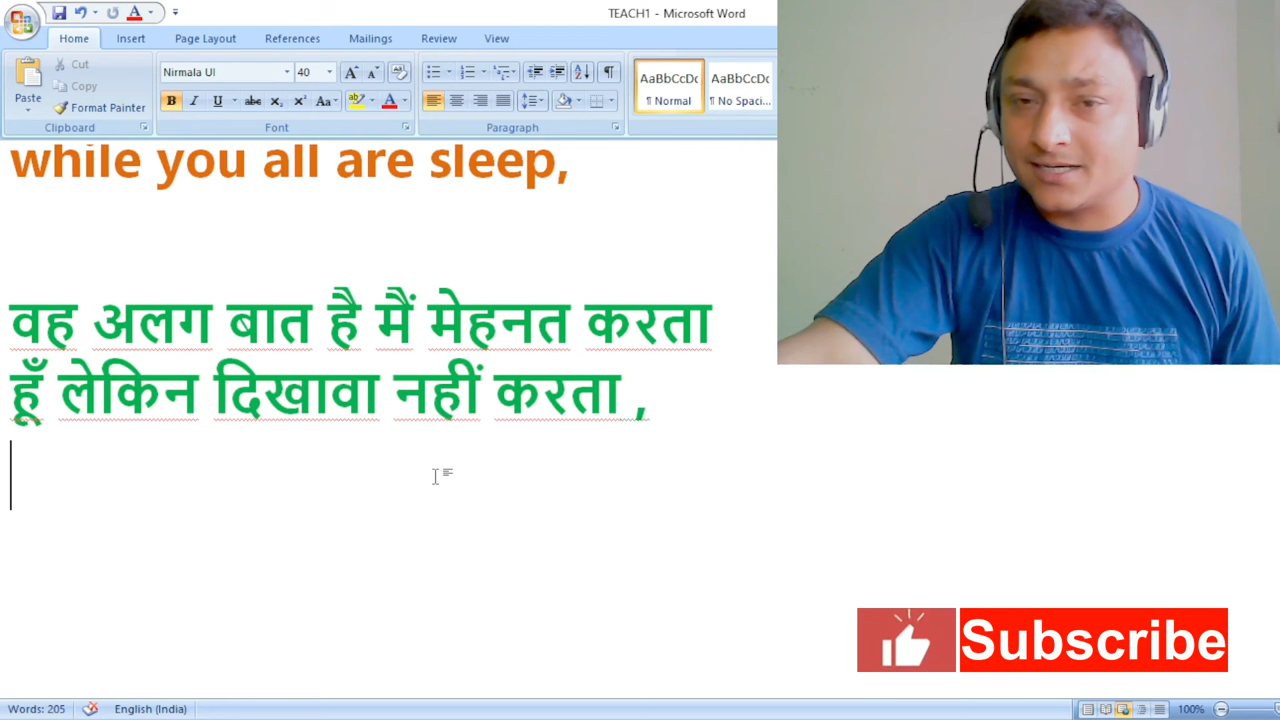 TEACH1 - Microsoft Word
Home Insert Page Layout References Mailings Review View
Paste
Cut
Copy
Format Painter
Clipboard
Nirmala UI 40
Font
Paragraph
AaBbCcDc AaBbCcDc
¶ Normal ¶ No Spaci...
while you all are sleep,
वह अलग बात है मैं मेहनत करता
हूँ लेकिन दिखावा नहीं करता ,
Subscribe
Words: 205 English (India) 100%